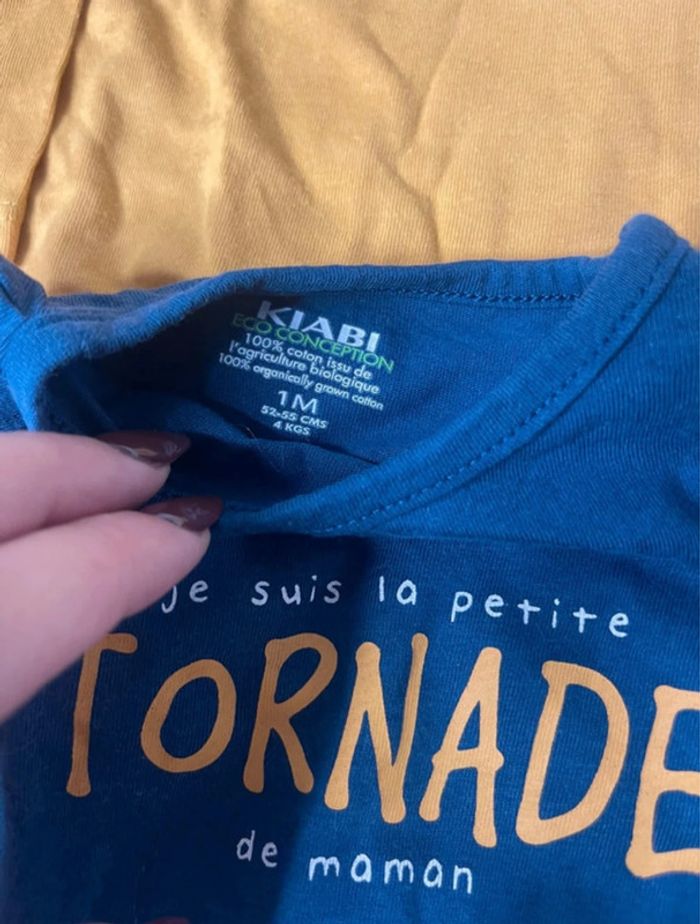 KIABI
ECO CONCEPTION
100% coton issu de
l'agriculture biologique
100% organically grown cotton
1M
52-55 CMS
4 KGS
je suis la petite
TORNADE
de maman